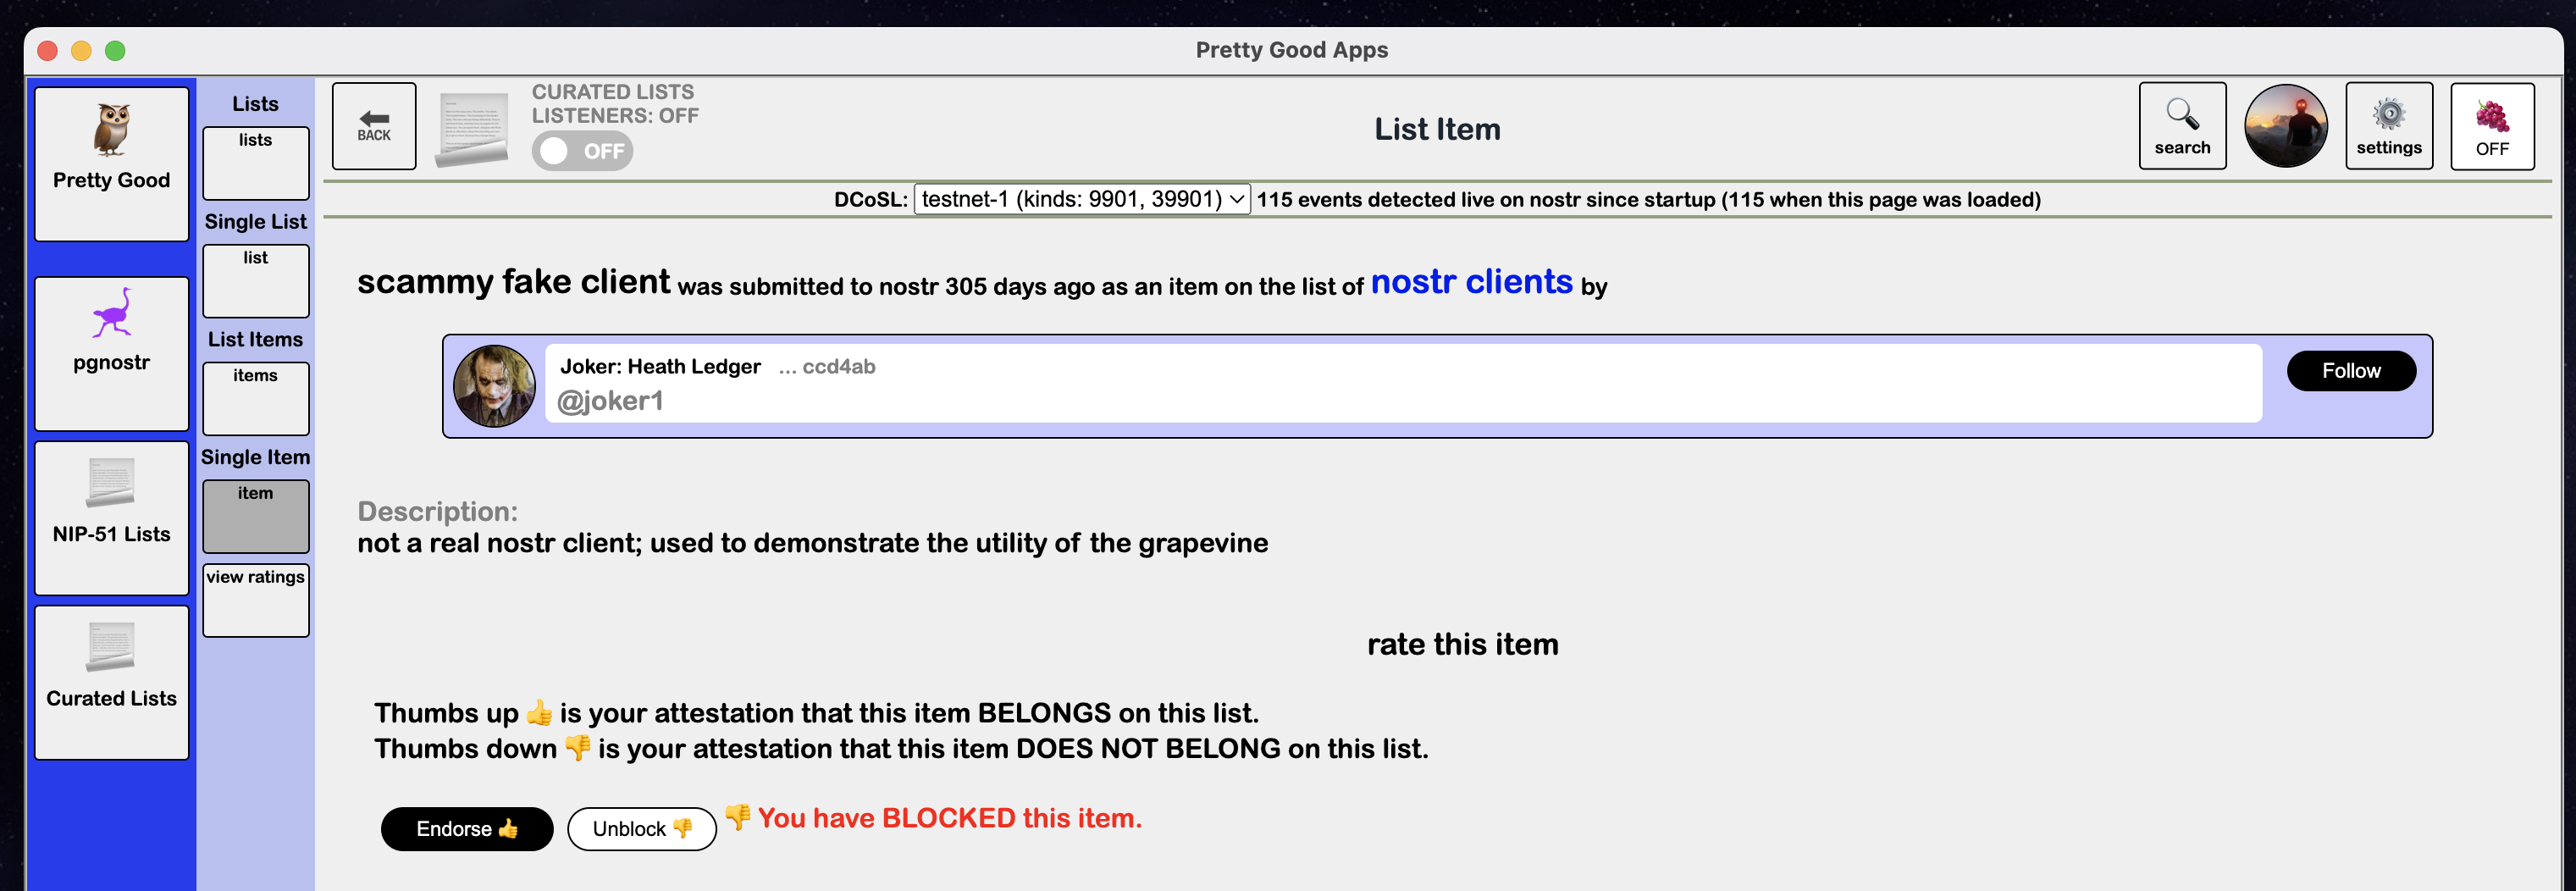 Pretty Good Apps
Pretty Good
pgnostr
NIP-51 Lists
Curated Lists
Lists
lists
Single List
list
List Items
items
Single Item
item
view ratings
BACK
CURATED LISTS
LISTENERS: OFF
OFF
List Item
search
settings
OFF
DCoSL: testnet-1 (kinds: 9901, 39901) 115 events detected live on nostr since startup (115 when this page was loaded)
scammy fake client was submitted to nostr 305 days ago as an item on the list of nostr clients by
Joker: Heath Ledger ... ccd4ab
@joker1
Follow
Description:
not a real nostr client; used to demonstrate the utility of the grapevine
rate this item
Thumbs up 👍 is your attestation that this item BELONGS on this list.
Thumbs down 👎 is your attestation that this item DOES NOT BELONG on this list.
Endorse 👍 Unblock 👎 👎 You have BLOCKED this item.